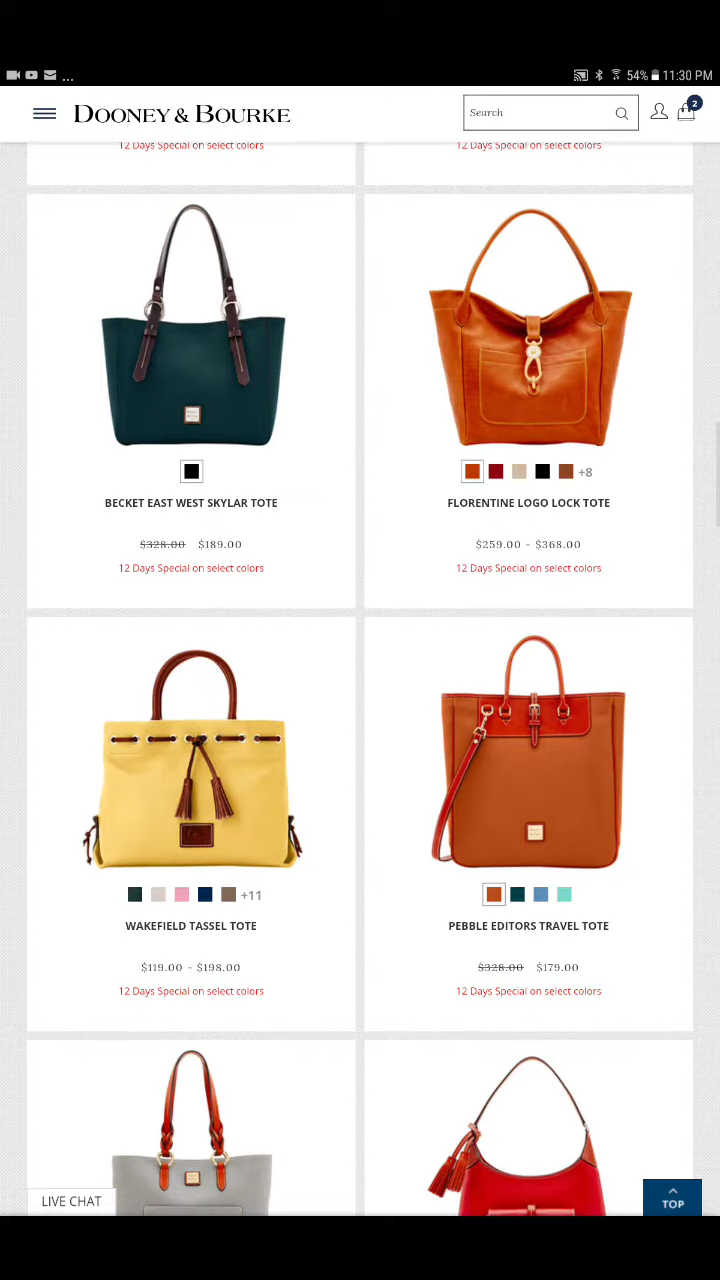 ... 54% 11:30 PM
DOONEY & BOURKE Search 2
12 Days Special on select colors 12 Days Special on select colors
+8
BECKET EAST WEST SKYLAR TOTE FLORENTINE LOGO LOCK TOTE
$328.00 $189.00 $259.00 - $368.00
12 Days Special on select colors 12 Days Special on select colors
+11
WAKEFIELD TASSEL TOTE PEBBLE EDITORS TRAVEL TOTE
$119.00 - $198.00 $328.00 $179.00
12 Days Special on select colors 12 Days Special on select colors
LIVE CHAT TOP